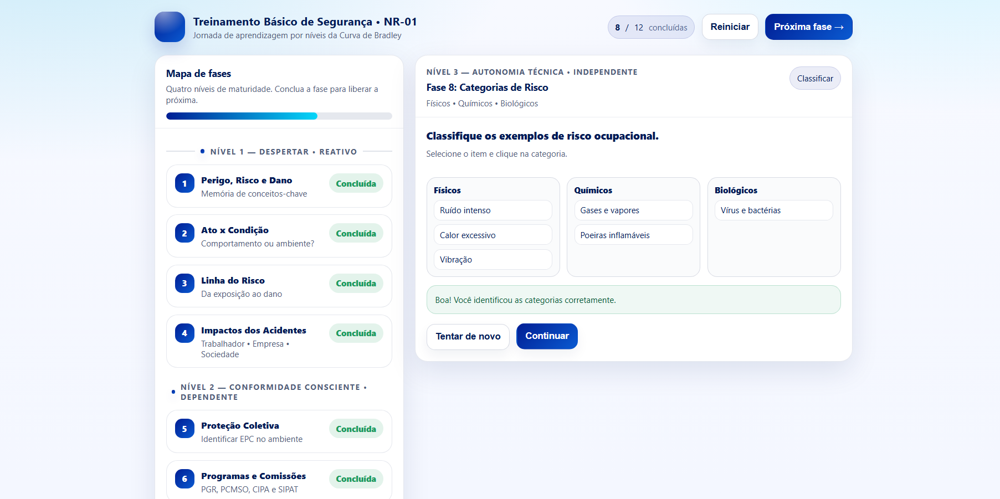 Treinamento Básico de Segurança • NR-01
Jornada de aprendizagem por níveis da Curva de Bradley
8 / 12 concluídas
Reiniciar
Próxima fase →
Mapa de fases
Quatro níveis de maturidade. Conclua a fase para liberar a
próxima.
NÍVEL 1 — DESPERTAR • REATIVO
1
Perigo, Risco e Dano
Memória de conceitos-chave
Concluída
2
Ato x Condição
Comportamento ou ambiente?
Concluída
3
Linha do Risco
Da exposição ao dano
Concluída
4
Impactos dos Acidentes
Trabalhador • Empresa •
Sociedade
Concluída
NÍVEL 2 — CONFORMIDADE CONSCIENTE •
DEPENDENTE
5
Proteção Coletiva
Identificar EPC no ambiente
Concluída
6
Programas e Comissões
PGR, PCMSO, CIPA e SIPAT
Concluída
NÍVEL 3 — AUTONOMIA TÉCNICA • INDEPENDENTE
Fase 8: Categorias de Risco
Físicos • Químicos • Biológicos
Classificar
Classifique os exemplos de risco ocupacional.
Selecione o item e clique na categoria.
Físicos
Ruído intenso
Calor excessivo
Vibração
Químicos
Gases e vapores
Poeiras inflamáveis
Biológicos
Vírus e bactérias
Boa! Você identificou as categorias corretamente.
Tentar de novo
Continuar